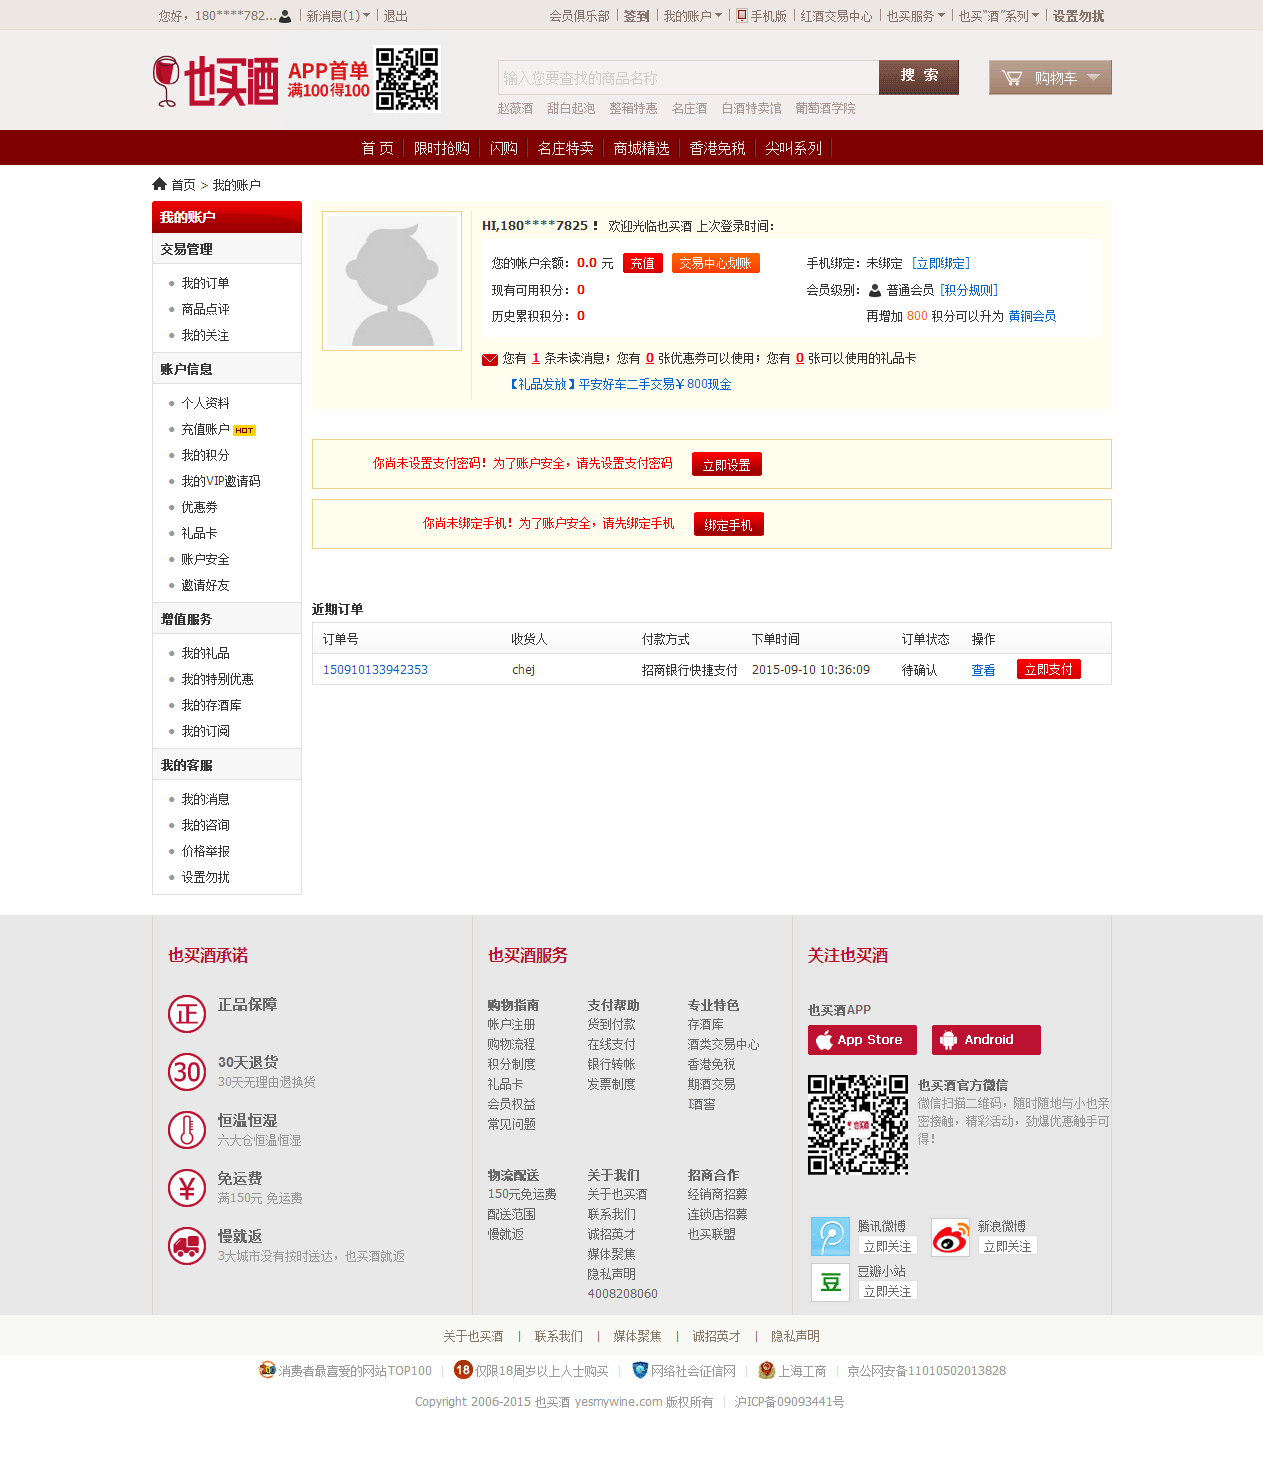 您好，180****782... 新消息(1) 退出 会员俱乐部 签到 我的账户 手机版 红酒交易中心 也买服务 也买“酒”系列 设置勿扰
也买酒 APP首单 满100得100
输入您要查找的商品名称 搜 索 购物车
赵薇酒 甜白起泡 整箱特惠 名庄酒 白酒特卖馆 葡萄酒学院
首 页 限时抢购 闪购 名庄特卖 商城精选 香港免税 尖叫系列
首页 > 我的账户
我的账户
交易管理
我的订单
商品点评
我的关注
账户信息
个人资料
充值账户 HOT
我的积分
我的VIP邀请码
优惠劵
礼品卡
账户安全
邀请好友
增值服务
我的礼品
我的特别优惠
我的存酒库
我的订阅
我的客服
我的消息
我的咨询
价格举报
设置勿扰
HI,180****7825！ 欢迎光临也买酒 上次登录时间：
您的帐户余额：0.0 元 充值 交易中心划账 手机绑定：未绑定 [立即绑定]
现有可用积分：0 会员级别： 普通会员 [积分规则]
历史累积积分：0 再增加 800 积分可以升为 黄铜会员
您有 1 条未读消息；您有 0 张优惠券可以使用；您有 0 张可以使用的礼品卡
【礼品发放】平安好车二手交易￥800现金
你尚未设置支付密码！为了账户安全，请先设置支付密码 立即设置
你尚未绑定手机！为了账户安全，请先绑定手机 绑定手机
近期订单
订单号 收货人 付款方式 下单时间 订单状态 操作
150910133942353 chej 招商银行快捷支付 2015-09-10 10:36:09 待确认 查看 立即支付
也买酒承诺
正 正品保障
30 30天退货
30天无理由退换货
恒温恒湿
六大仓恒温恒湿
¥ 免运费
满150元 免运费
慢就返
3大城市没有按时送达，也买酒就返
也买酒服务
购物指南 支付帮助 专业特色
帐户注册 货到付款 存酒库
购物流程 在线支付 酒类交易中心
积分制度 银行转帐 香港免税
礼品卡 发票制度 期酒交易
会员权益 I酒窖
常见问题
物流配送 关于我们 招商合作
150元免运费 关于也买酒 经销商招募
配送范围 联系我们 连锁店招募
慢就返 诚招英才 也买联盟
媒体聚焦
隐私声明
4008208060
关注也买酒
也买酒APP
App Store Android
也买酒
也买酒官方微信
微信扫描二维码，随时随地与小也亲
密接触，精彩活动，劲爆优惠触手可
得！
腾讯微博 新浪微博
立即关注 立即关注
豆 豆瓣小站
立即关注
关于也买酒 | 联系我们 | 媒体聚焦 | 诚招英才 | 隐私声明
消费者最喜爱的网站TOP100 | 18 仅限18周岁以上人士购买 | 网络社会征信网 | 上海工商 | 京公网安备11010502013828
Copyright 2006-2015 也买酒 yesmywine.com 版权所有 | 沪ICP备09093441号